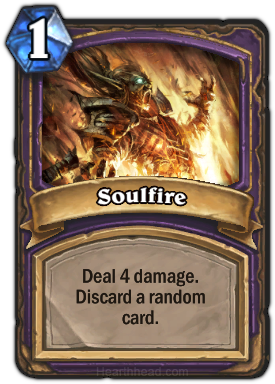 1
Soulfire
Deal 4 damage.
Discard a random
card.
Hearthhead.com